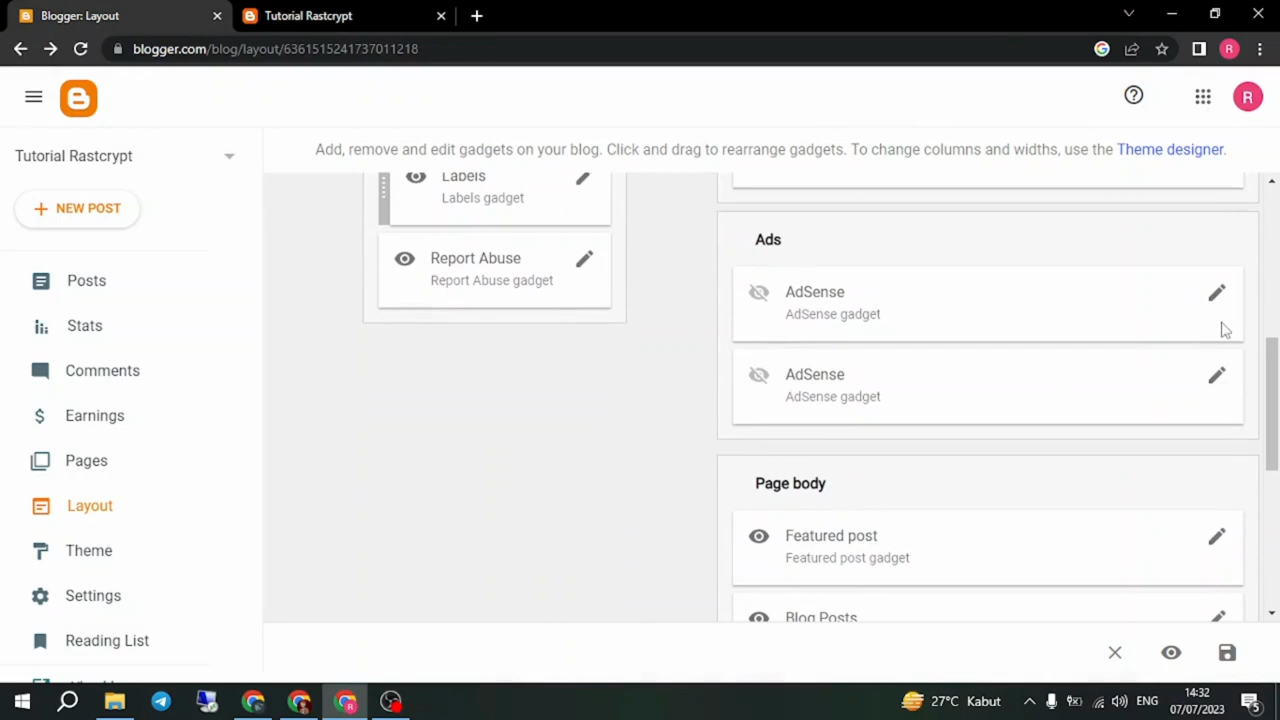 Blogger: Layout
Tutorial Rastcrypt
blogger.com/blog/layout/6361515241737011218
R
R
Tutorial Rastcrypt
Add, remove and edit gadgets on your blog. Click and drag to rearrange gadgets. To change columns and widths, use the Theme designer.
NEW POST
Posts
Stats
Comments
Earnings
Pages
Layout
Theme
Settings
Reading List
Labels
Labels gadget
Report Abuse
Report Abuse gadget
Ads
AdSense
AdSense gadget
AdSense
AdSense gadget
Page body
Featured post
Featured post gadget
Blog Posts
27°C Kabut
ENG
14:32
07/07/2023
5